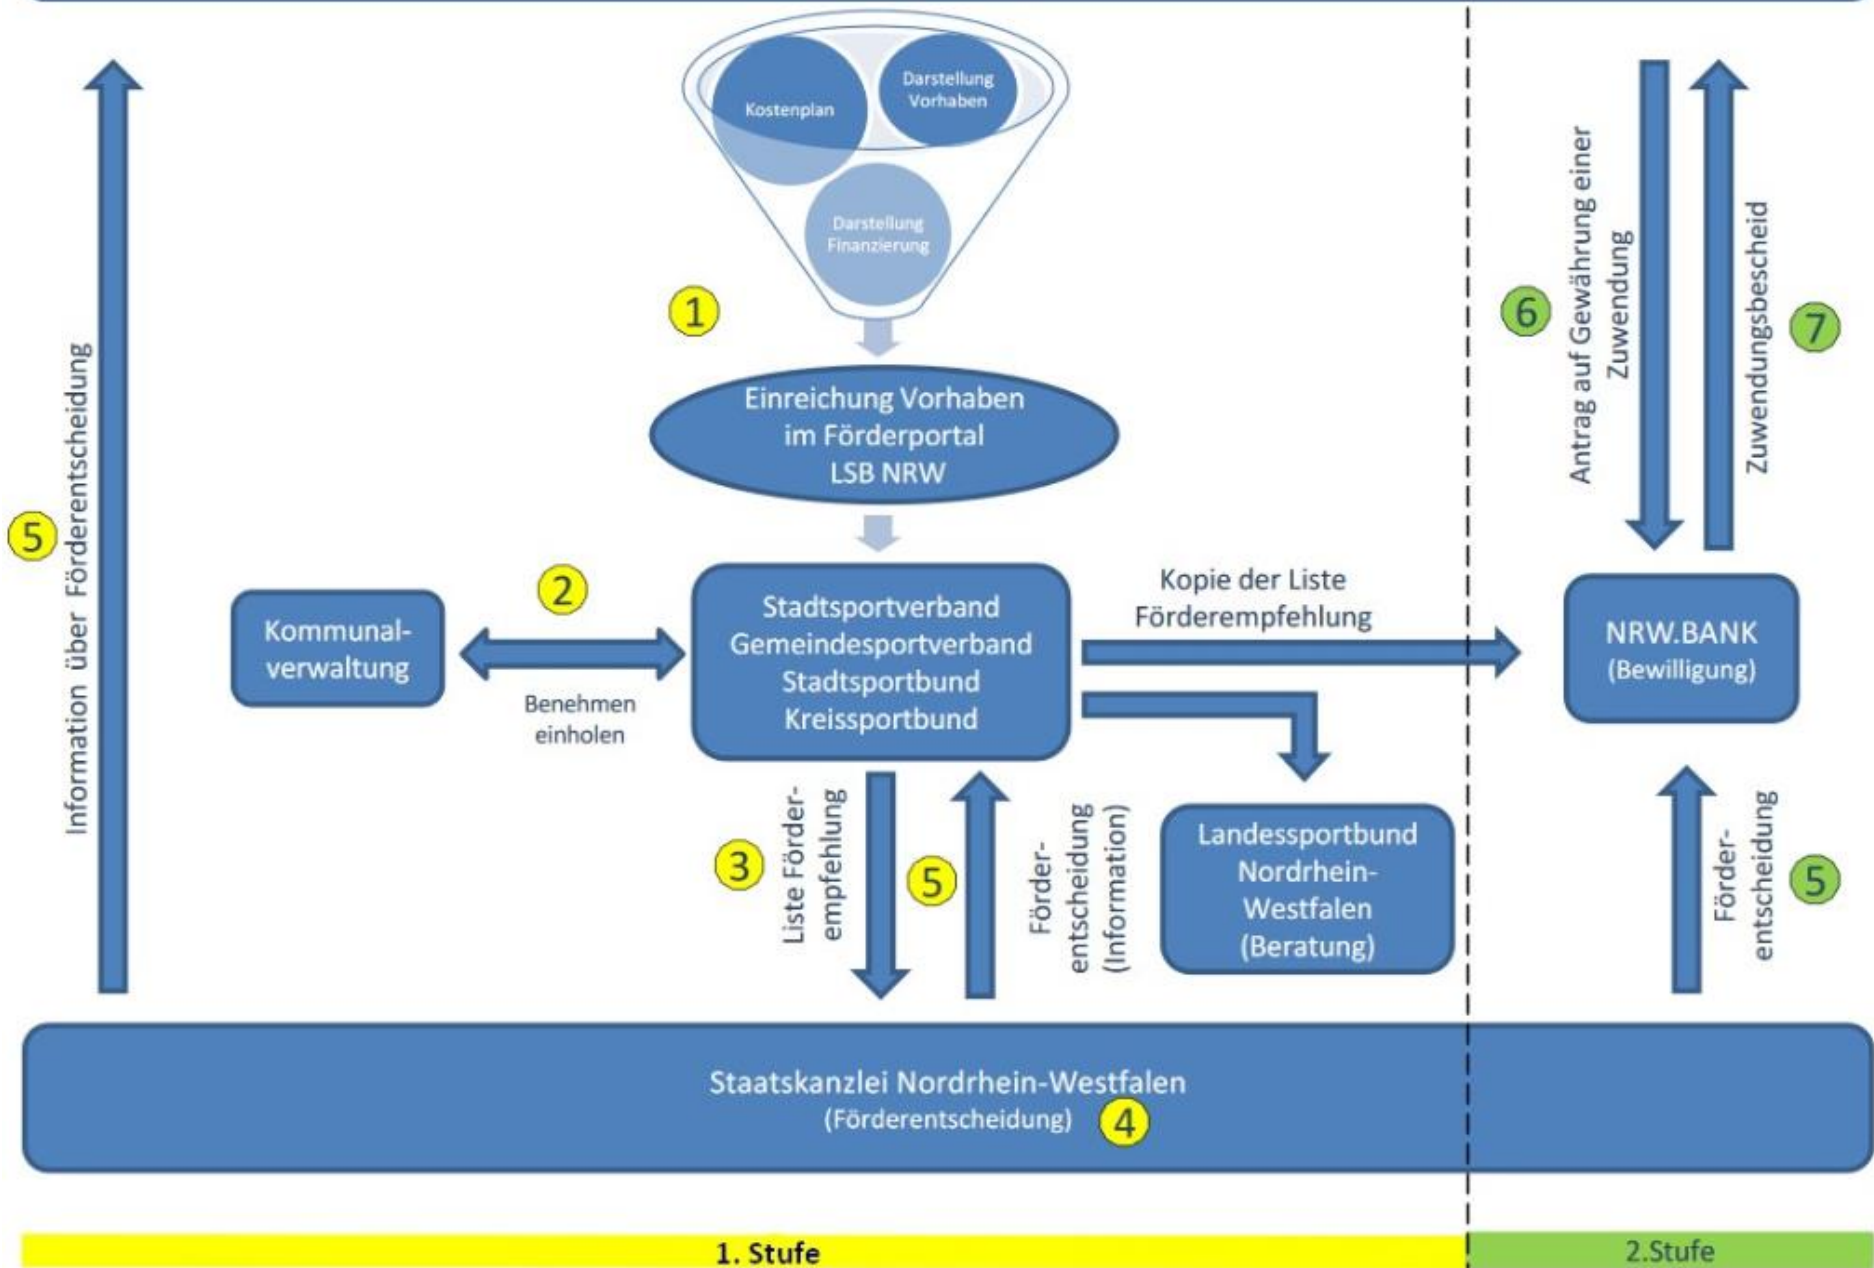 Kostenplan
Darstellung
Vorhaben
Darstellung
Finanzierung
1
Einreichung Vorhaben
im Förderportal
LSB NRW
5
Information über Förderentscheidung
Kommunal-
verwaltung
2
Benehmen
einholen
Stadtsportverband
Gemeindesportverband
Stadtsportbund
Kreissportbund
Kopie der Liste
Förderempfehlung
3
Liste Förder-
empfehlung
5
Förder-
entscheidung
(Information)
Landessportbund
Nordrhein-
Westfalen
(Beratung)
6
Antrag auf Gewährung einer
Zuwendung
Zuwendungsbescheid
7
NRW.BANK
(Bewilligung)
Förder-
entscheidung
5
Staatskanzlei Nordrhein-Westfalen
(Förderentscheidung)
4
1. Stufe
2.Stufe